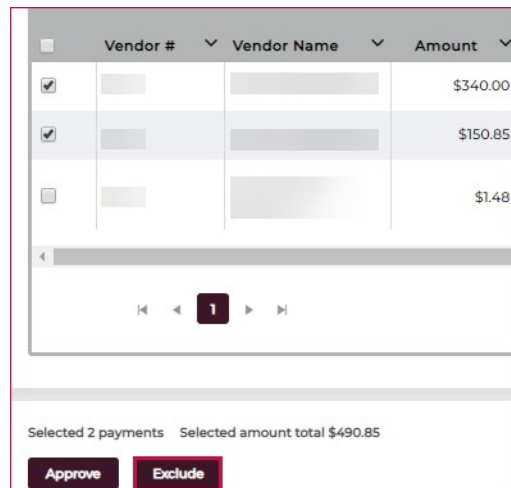 Vendor # Vendor Name Amount
$340.00
$150.85
$1.48
1
Selected 2 payments Selected amount total $490.85
Approve Exclude